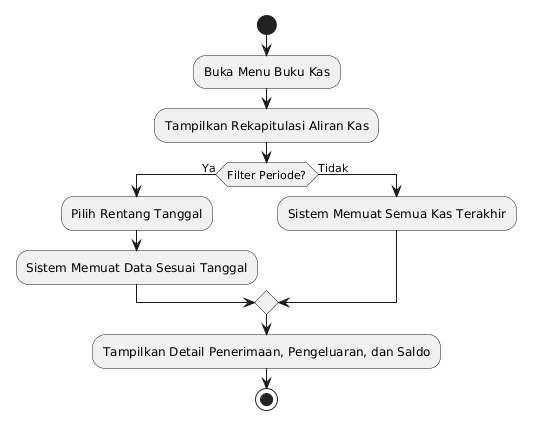 Buka Menu Buku Kas
Tampilkan Rekapitulasi Aliran Kas
Filter Periode?
Ya
Tidak
Pilih Rentang Tanggal
Sistem Memuat Semua Kas Terakhir
Sistem Memuat Data Sesuai Tanggal
Tampilkan Detail Penerimaan, Pengeluaran, dan Saldo